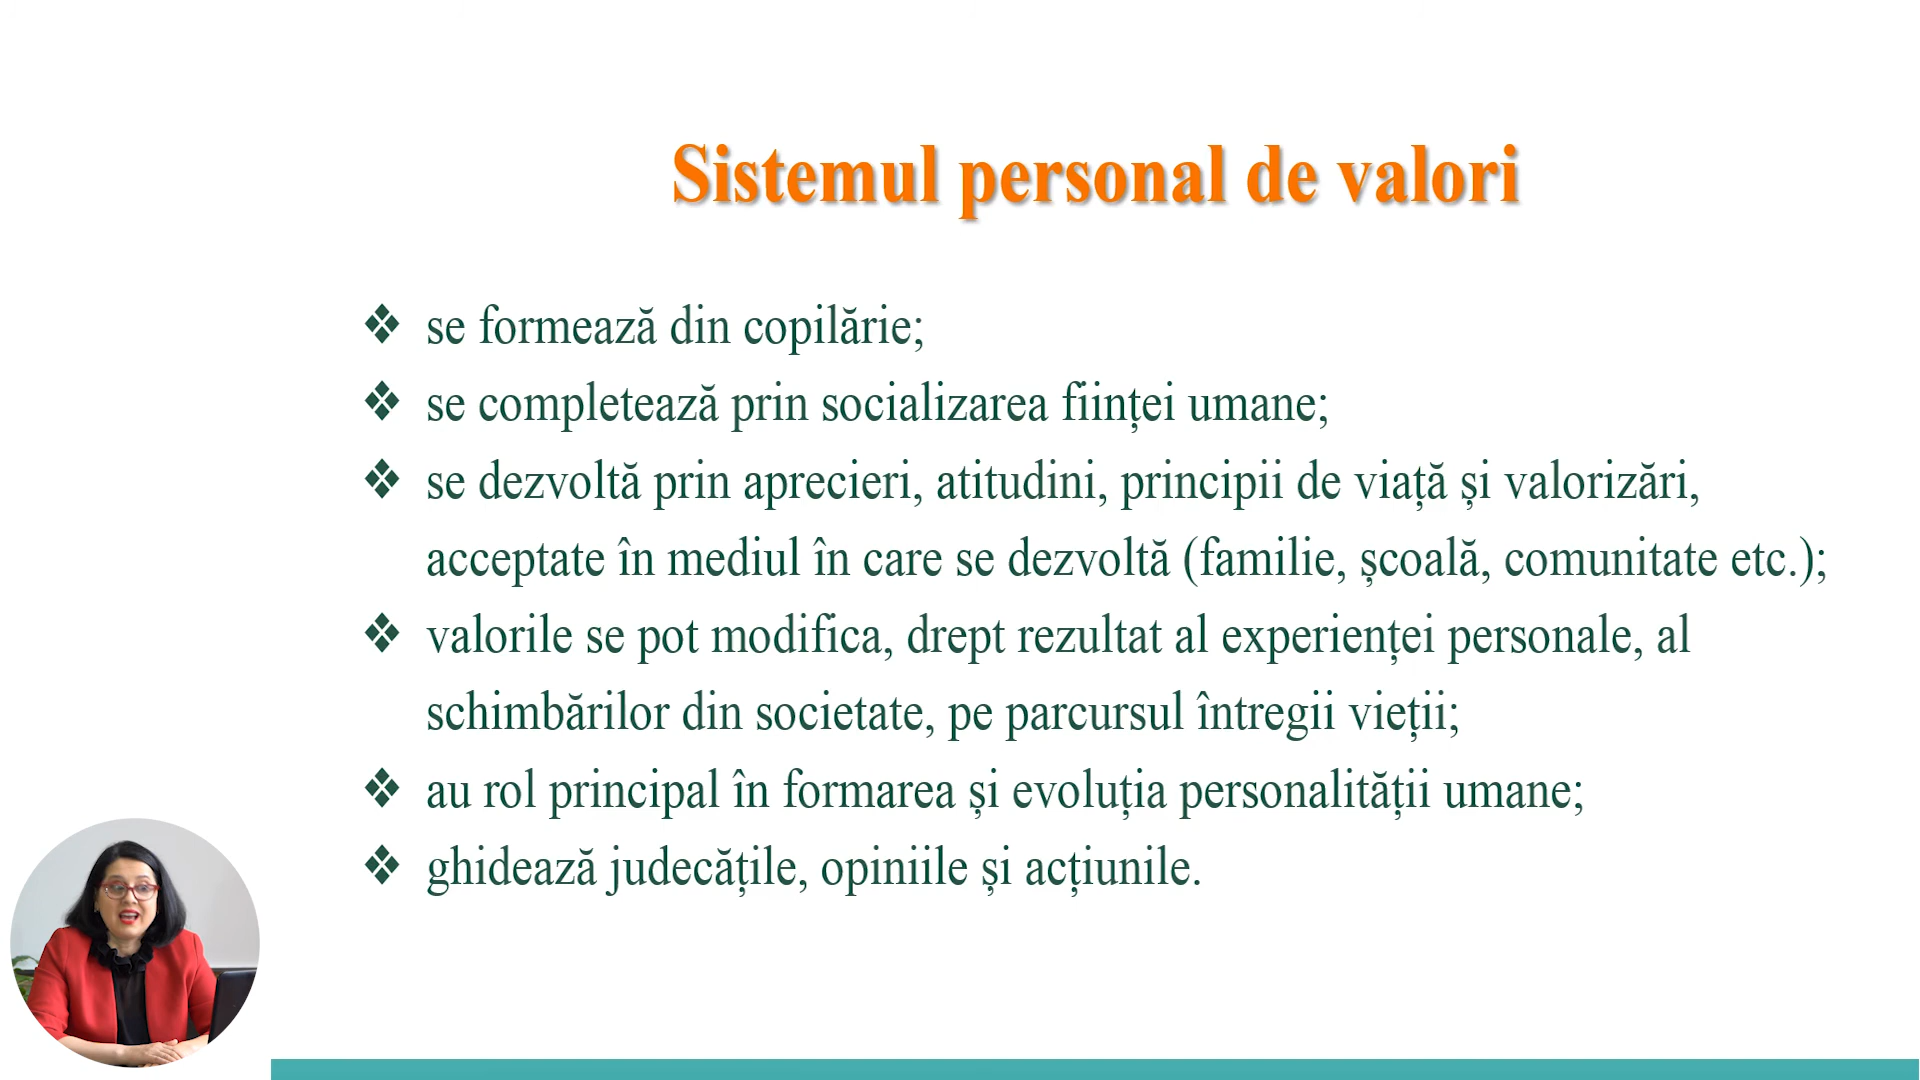 Sistemul personal de valori
❖ se formează din copilărie;
❖ se completează prin socializarea ființei umane;
❖ se dezvoltă prin aprecieri, atitudini, principii de viață și valorizări,
acceptate în mediul în care se dezvoltă (familie, școală, comunitate etc.);
❖ valorile se pot modifica, drept rezultat al experienței personale, al
schimbărilor din societate, pe parcursul întregii vieții;
❖ au rol principal în formarea și evoluția personalității umane;
❖ ghidează judecățile, opiniile și acțiunile.